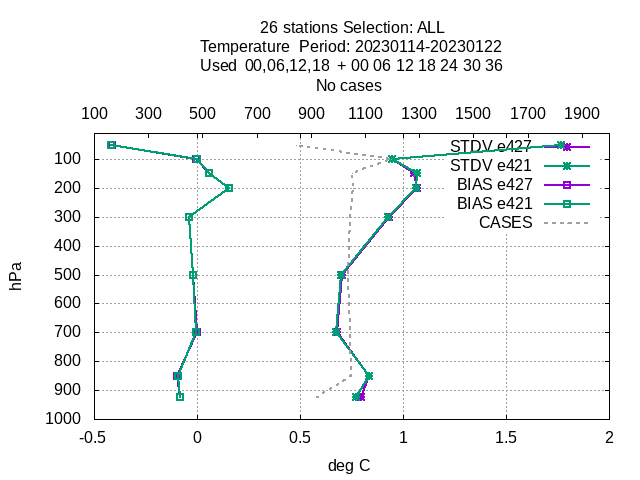 26 stations Selection: ALL
Temperature  Period: 20230114-20230122
Used  00,06,12,18  + 00 06 12 18 24 30 36
No cases
100 300 500 700 900 1100 1300 1500 1700 1900
STDV e427
STDV e421
BIAS e427
BIAS e421
CASES
100
200
300
400
500
600
700
800
900
1000
hPa
-0.5 0 0.5 1 1.5 2
deg C